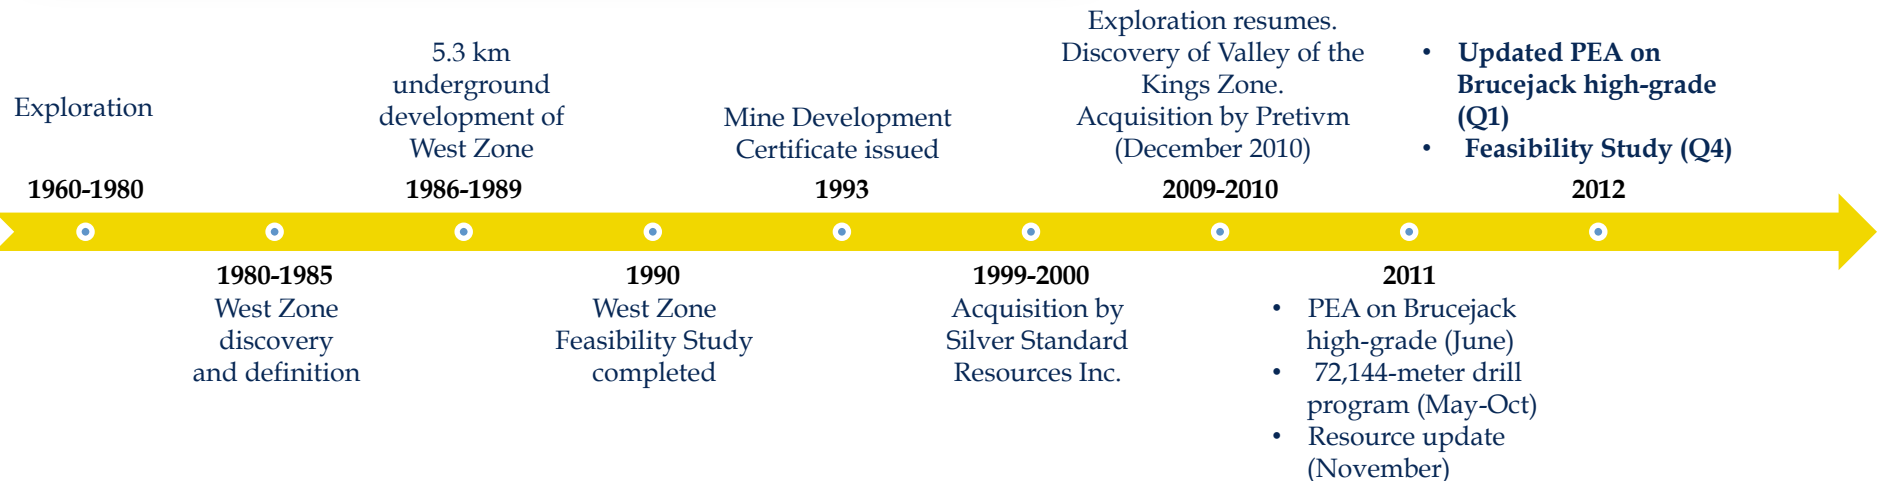 Exploration
1960-1980
1980-1985
West Zone
discovery
and definition
5.3 km
underground
development of
West Zone
1986-1989
1990
West Zone
Feasibility Study
completed
Mine Development
Certificate issued
1993
1999-2000
Acquisition by
Silver Standard
Resources Inc.
Exploration resumes.
Discovery of Valley of the
Kings Zone.
Acquisition by Pretivm
(December 2010)
2009-2010
2011
• PEA on Brucejack
high-grade (June)
• 72,144-meter drill
program (May-Oct)
• Resource update
(November)
• Updated PEA on
Brucejack high-grade
(Q1)
• Feasibility Study (Q4)
2012